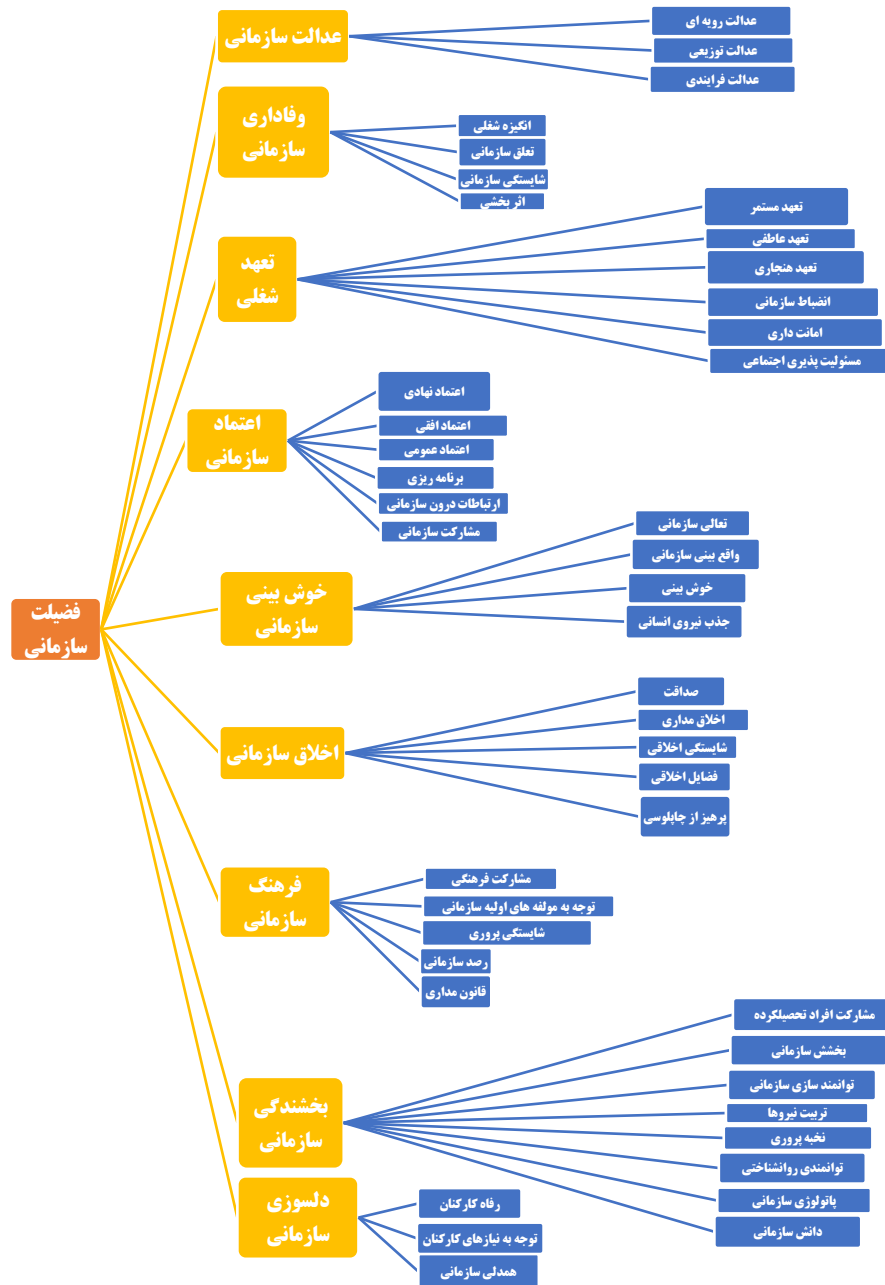 عدالت سازمانی
عدالت رویه ای
عدالت توزیعی
عدالت فرایندی
وفاداری
سازمانی
انگیزه شغلی
تعلق سازمانی
شایستگی سازمانی
اثر بخشی
تعهد
شغلی
تعهد مستمر
تعهد عاطفی
تعهد هنجاری
انضباط سازمانی
امانت داری
مسئولیت پذیری اجتماعی
اعتماد
سازمانی
اعتماد نهادی
اعتماد افقی
اعتماد عمومی
برنامه ریزی
ارتباطات درون سازمانی
مشارکت سازمانی
خوش بینی
سازمانی
تعالی سازمانی
واقع بینی سازمانی
خوش بینی
جذب نیروی انسانی
فضیلت
سازمانی
اخلاق سازمانی
صداقت
اخلاق مداری
شایستگی اخلاقی
فضایل اخلاقی
پرهیز از چاپلوسی
فرهنگ
سازمانی
مشارکت فرهنگی
توجه به مولفه های اولیه سازمانی
شایستگی پروری
رصد سازمانی
قانون مداری
بخشندگی
سازمانی
مشارکت افراد تحصیلکرده
بخشش سازمانی
توانمند سازی سازمانی
تربیت نیروها
نخبه پروری
توانمندی روانشناختی
پاتولوژی سازمانی
دانش سازمانی
دلسوزی
سازمانی
رفاه کارکنان
توجه به نیازهای کارکنان
همدلی سازمانی